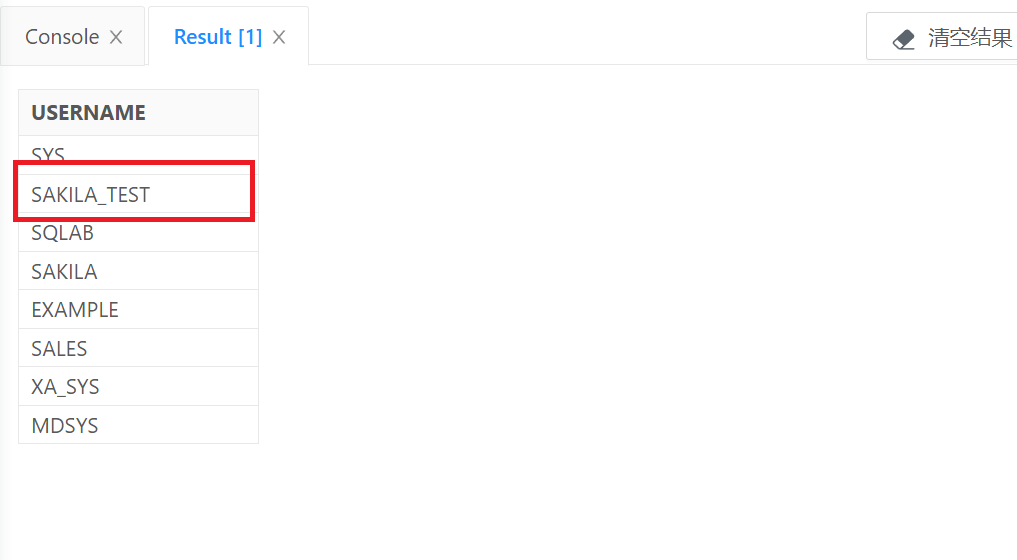 Console
Result [1]
清空结果
USERNAME
SYS
SAKILA_TEST
SQLAB
SAKILA
EXAMPLE
SALES
XA_SYS
MDSYS